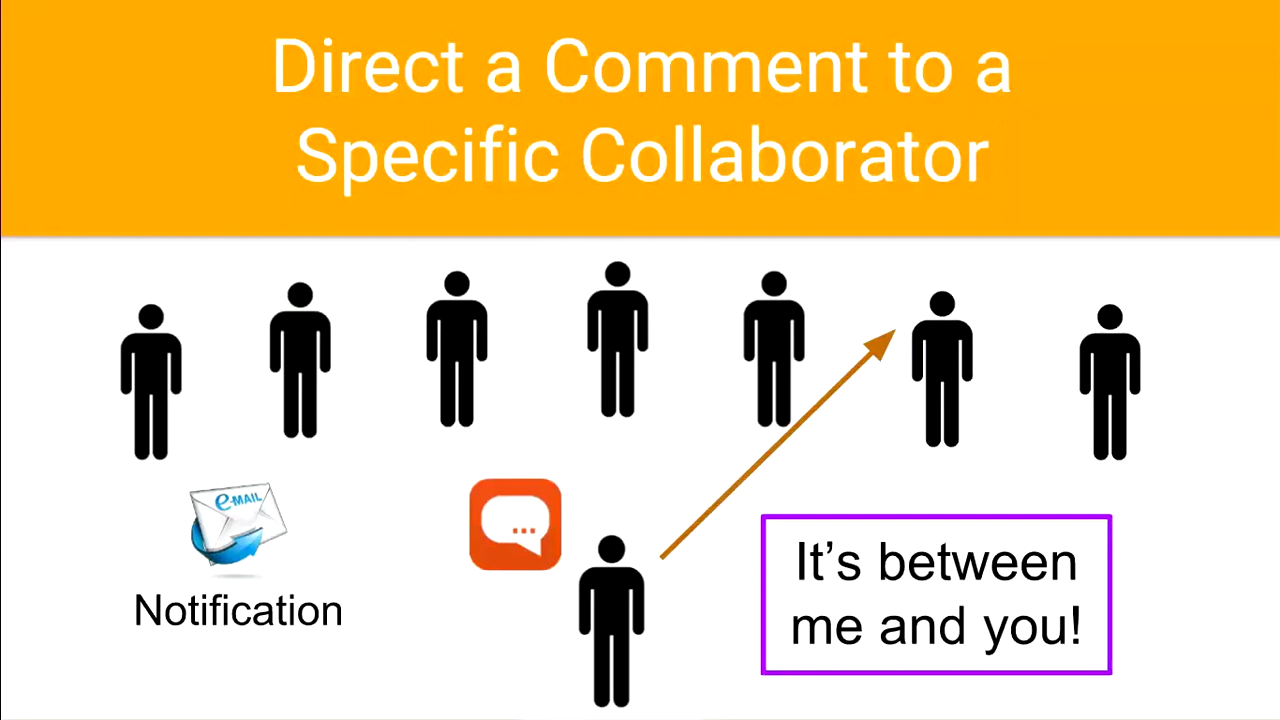 Direct a Comment to a
Specific Collaborator
e-MAIL
...
Notification
It’s between
me and you!